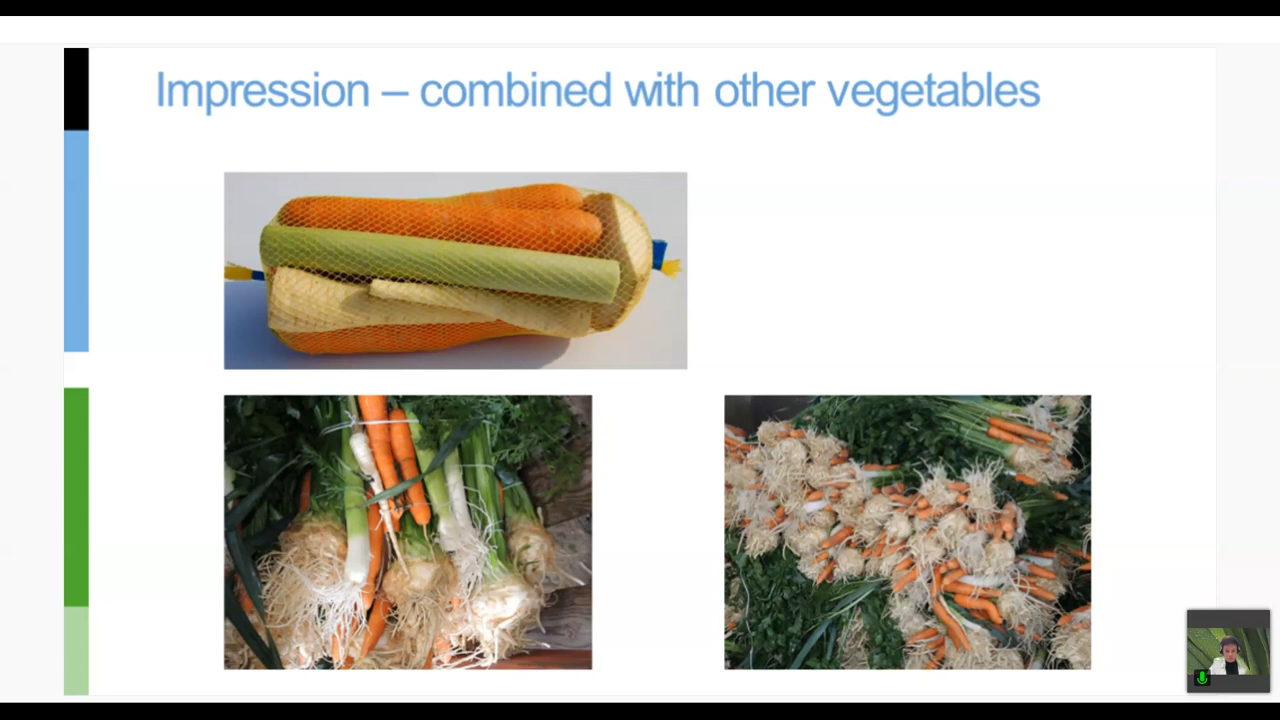 Impression – combined with other vegetables